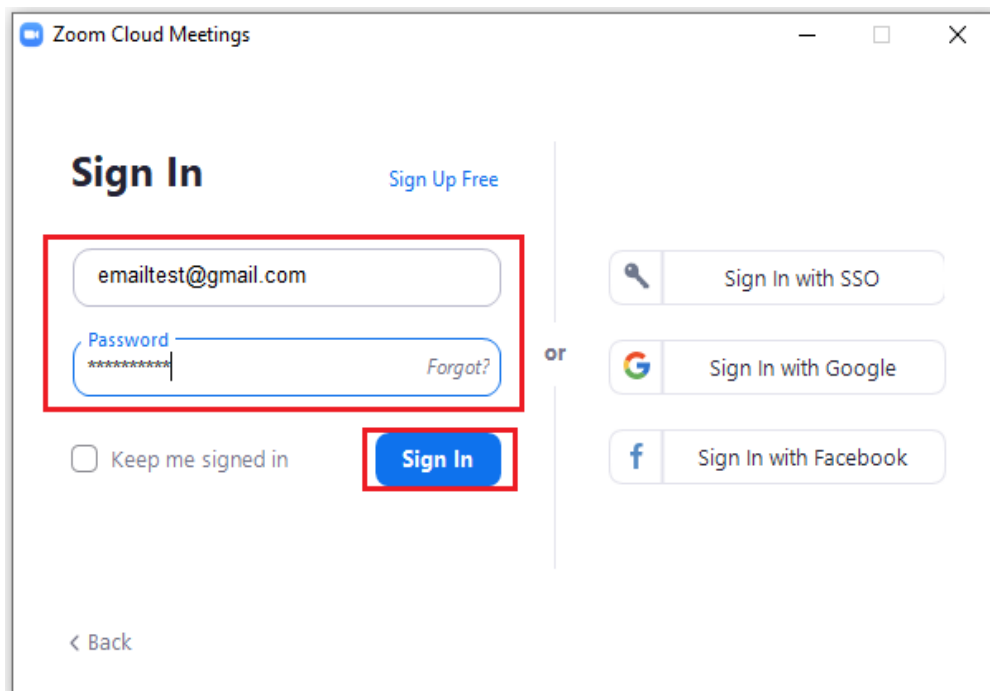 Zoom Cloud Meetings
Sign In
Sign Up Free
emailtest@gmail.com
Password
**********
Forgot?
Keep me signed in
Sign In
or
Sign In with SSO
Sign In with Google
Sign In with Facebook
< Back